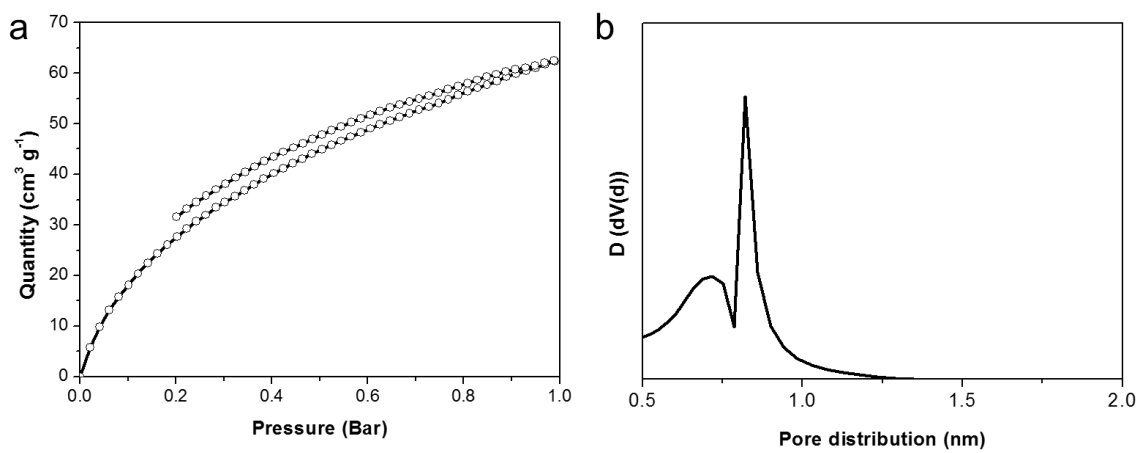 a
70
60
50
40
30
20
10
0
Quantity (cm³ g⁻¹)
0.0 0.2 0.4 0.6 0.8 1.0
Pressure (Bar)
b
D (dV(d))
0.5 1.0 1.5 2.0
Pore distribution (nm)